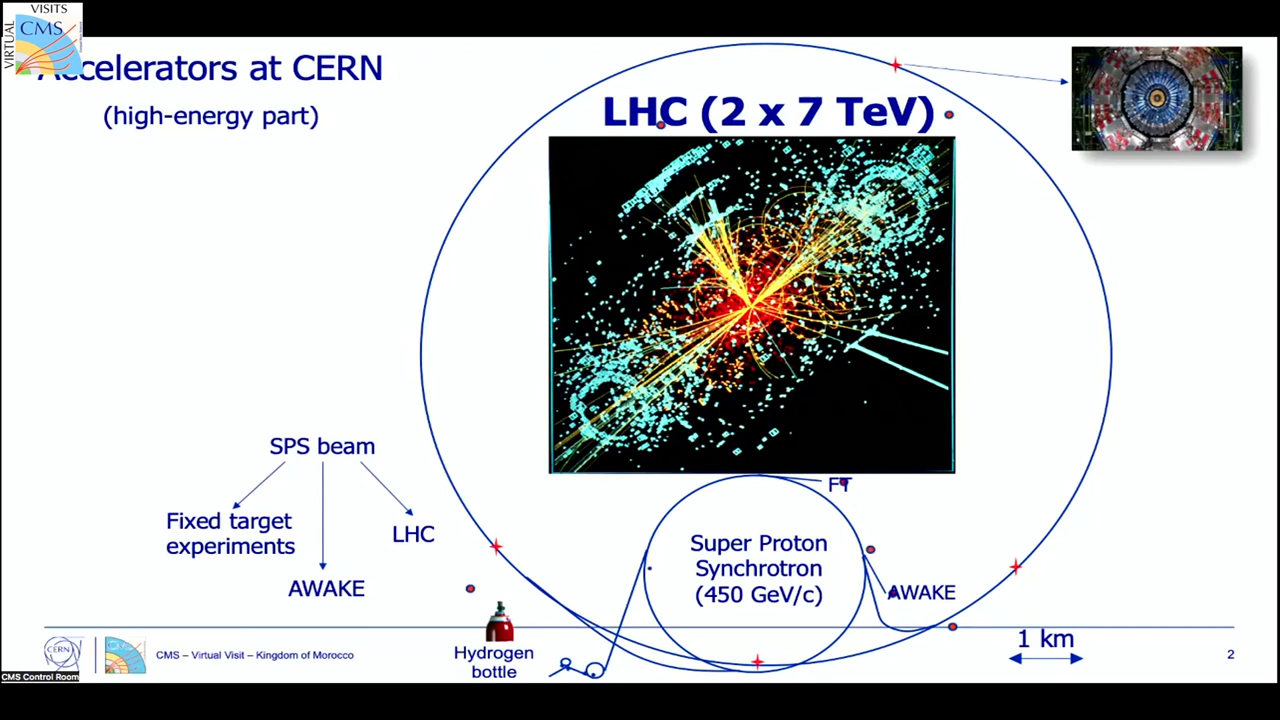 VISITS
VIRTUAL
CMS
Accelerators at CERN
(high-energy part)
LHC (2 x 7 TeV)
SPS beam
Fixed target
experiments
LHC
AWAKE
FT
Super Proton
Synchrotron
(450 GeV/c)
AWAKE
1 km
Hydrogen
bottle
CERN
CMS – Virtual Visit – Kingdom of Morocco
2
CMS Control Room